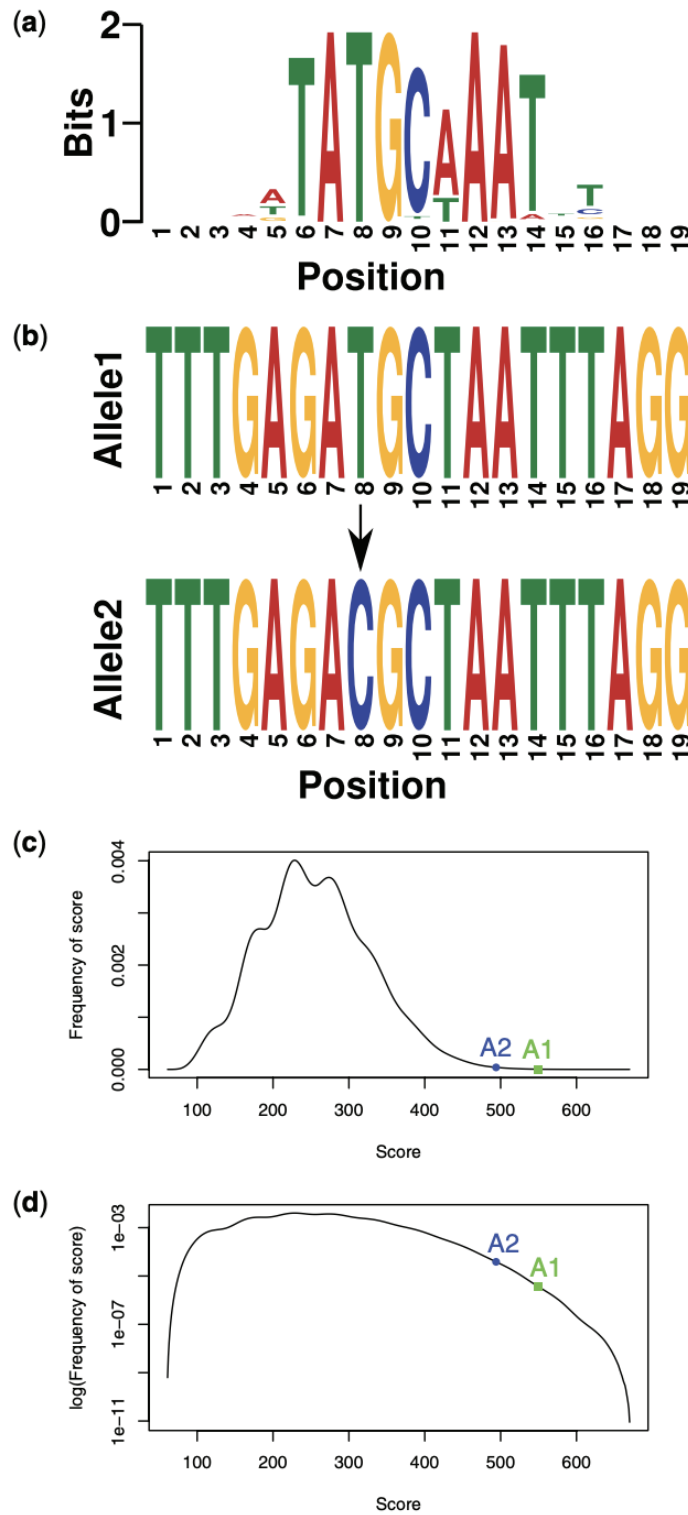 (a)
2
1
0
Bits
A
T
G
TATGC
T
A
T
AAT
A
T
C
1 2 3 4 5 6 7 8 9 10 11 12 13 14 15 16 17 18 19
Position
(b)
Allele1
TTTGAGATGCTAATTTAGG
1 2 3 4 5 6 7 8 9 10 11 12 13 14 15 16 17 18 19
Allele2
TTTGAGACGCTAATTTAGG
1 2 3 4 5 6 7 8 9 10 11 12 13 14 15 16 17 18 19
Position
(c)
Frequency of score
0.004
0.002
0.000
A2 A1
100 200 300 400 500 600
Score
(d)
log(Frequency of score)
1e−03
1e−07
1e−11
A2
A1
100 200 300 400 500 600
Score